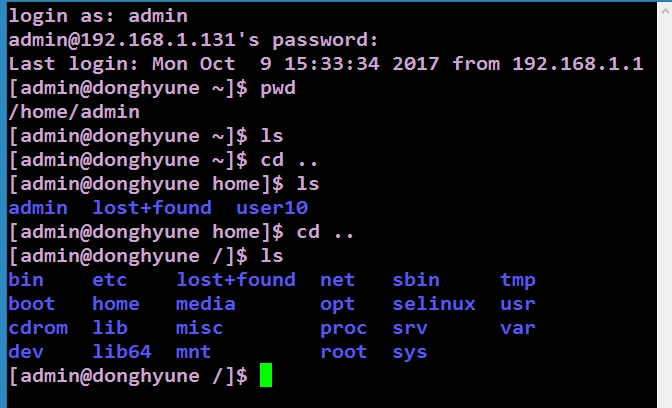 login as: admin
admin@192.168.1.131's password:
Last login: Mon Oct  9 15:33:34 2017 from 192.168.1.1
[admin@donghyune ~]$ pwd
/home/admin
[admin@donghyune ~]$ ls
[admin@donghyune ~]$ cd ..
[admin@donghyune home]$ ls
admin  lost+found  user10
[admin@donghyune home]$ cd ..
[admin@donghyune /]$ ls
bin    etc    lost+found  net   sbin     tmp
boot   home   media       opt   selinux  usr
cdrom  lib    misc        proc  srv      var
dev    lib64  mnt         root  sys
[admin@donghyune /]$